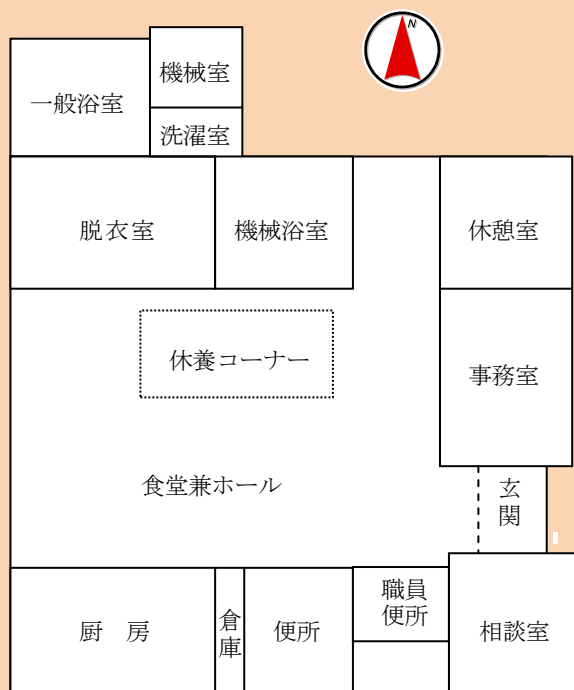 N
機械室
一般浴室
洗濯室
脱衣室
機械浴室
休憩室
休養コーナー
事務室
食堂兼ホール
玄
関
職員
便所
厨　房
倉
庫
便所
相談室